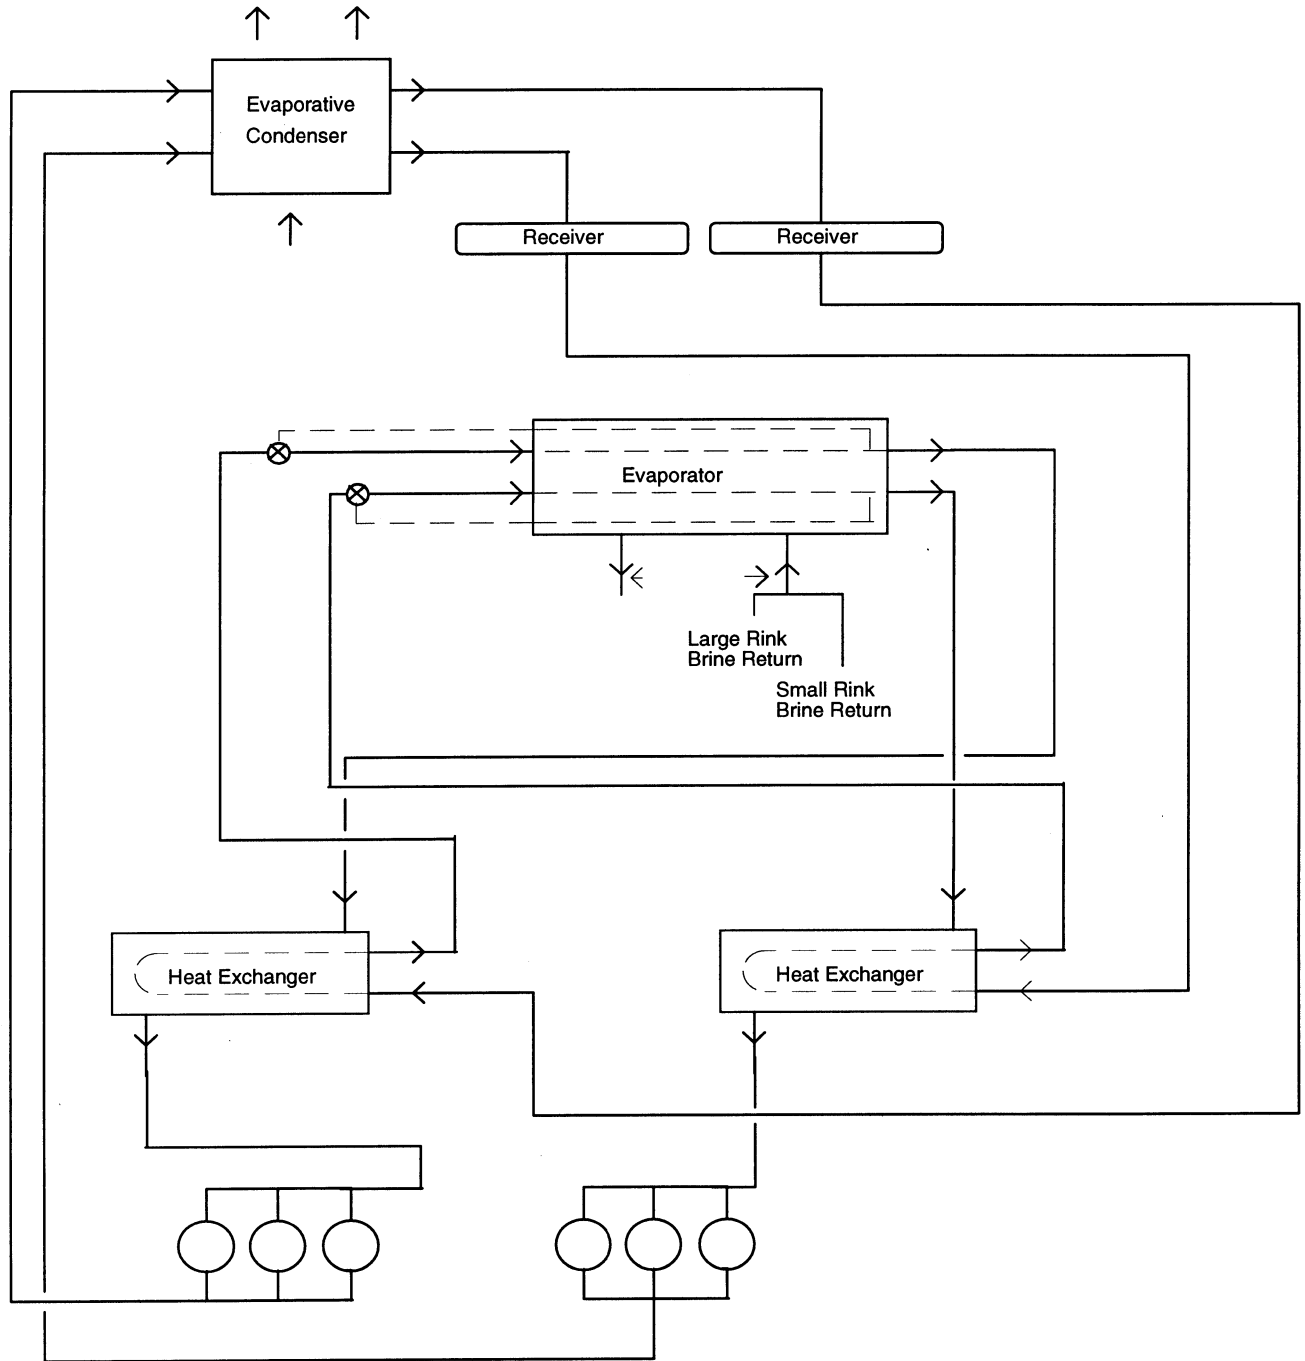 Evaporative
Condenser
Receiver
Receiver
Evaporator
Large Rink
Brine Return
Small Rink
Brine Return
Heat Exchanger
Heat Exchanger